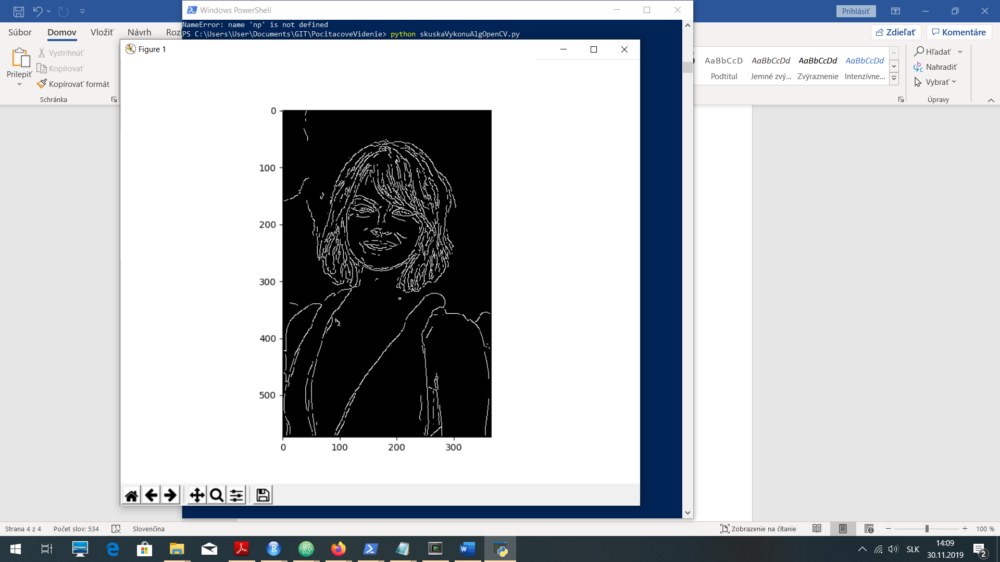 Windows PowerShell
Prihlásiť
NameError: name 'np' is not defined
PS C:\Users\User\Documents\GIT\PocitacoveVidenie> python skuskaVykonuAlgOpenCV.py
Súbor
Domov
Vložiť
Návrh
Zdieľať
Komentáre
Figure 1
Prilepiť
Vystrihnúť
Kopírovať
Kopírovať formát
Schránka
AaBbCcD
AaBbCcDd
AaBbCcDd
AaBbCcDd
Podtitul
Jemné zvý...
Zvýraznenie
Intenzívne...
Hľadať
Nahradiť
Vybrať
Úpravy
0
100
200
300
400
500
0
100
200
300
Strana 4 z 4
Počet slov: 534
Slovenčina
Zobrazenie na čítanie
100 %
SLK
14:09
30.11.2019
2